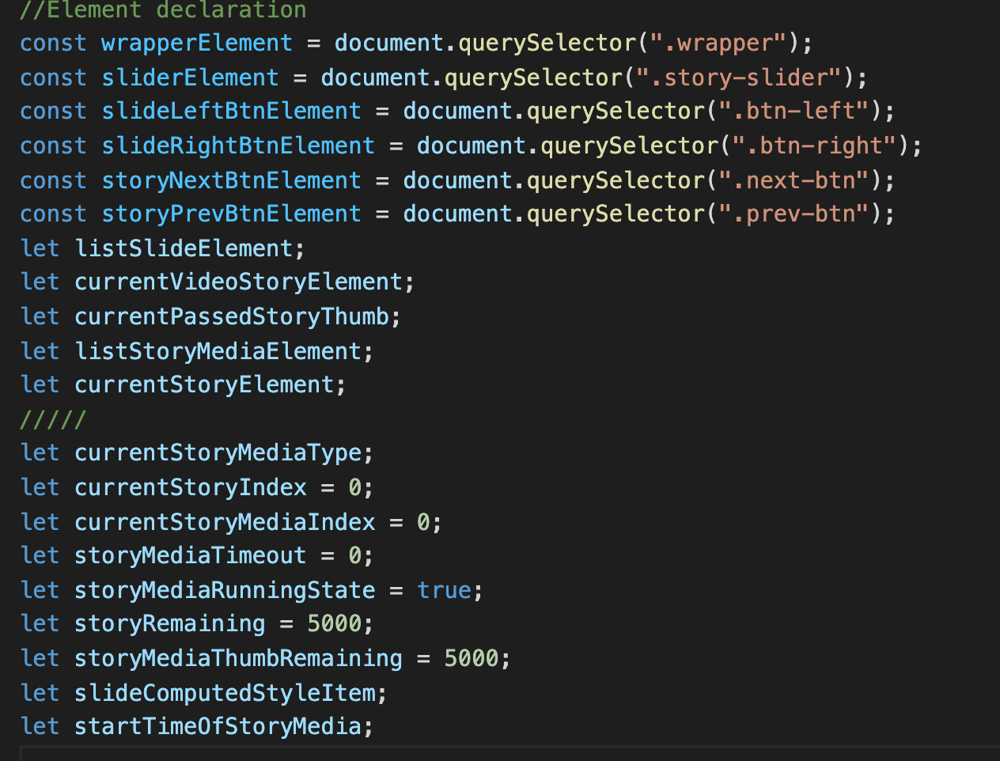 //Element declaration
const wrapperElement = document.querySelector(".wrapper");
const sliderElement = document.querySelector(".story-slider");
const slideLeftBtnElement = document.querySelector(".btn-left");
const slideRightBtnElement = document.querySelector(".btn-right");
const storyNextBtnElement = document.querySelector(".next-btn");
const storyPrevBtnElement = document.querySelector(".prev-btn");
let listSlideElement;
let currentVideoStoryElement;
let currentPassedStoryThumb;
let listStoryMediaElement;
let currentStoryElement;
/////
let currentStoryMediaType;
let currentStoryIndex = 0;
let currentStoryMediaIndex = 0;
let storyMediaTimeout = 0;
let storyMediaRunningState = true;
let storyRemaining = 5000;
let storyMediaThumbRemaining = 5000;
let slideComputedStyleItem;
let startTimeOfStoryMedia;